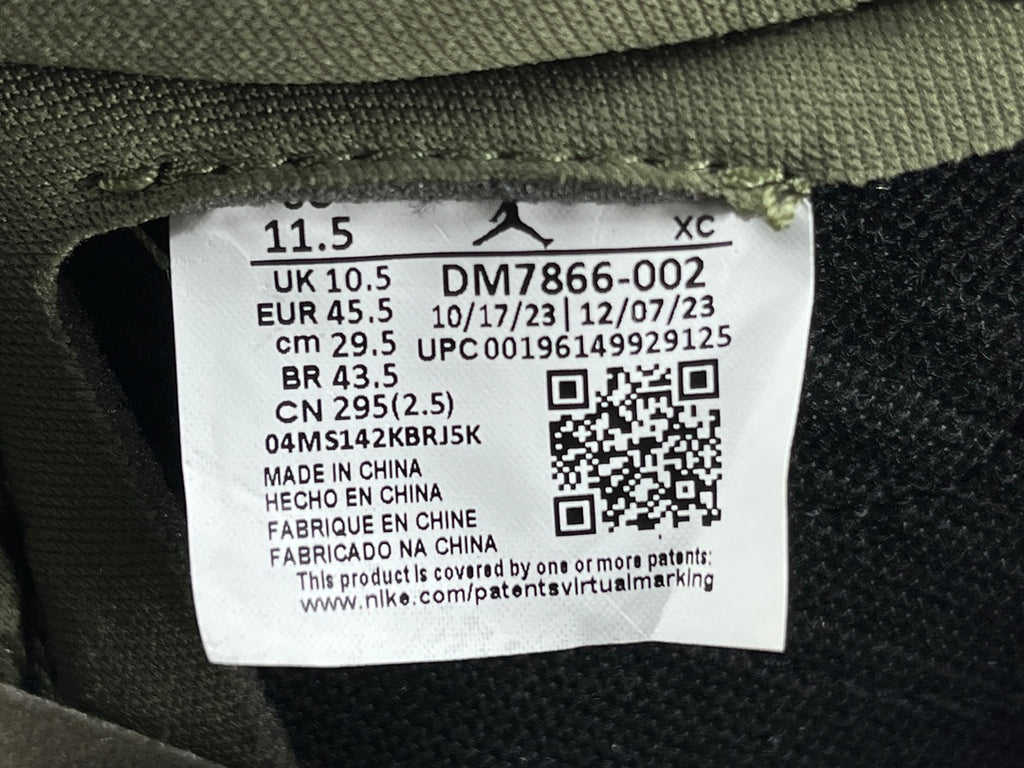 11.5
XC
UK 10.5
DM7866-002
EUR 45.5
10/17/23 | 12/07/23
cm 29.5
UPC 00196149929125
BR 43.5
CN 295(2.5)
04MS142KBRJ5K
MADE IN CHINA
HECHO EN CHINA
FABRIQUE EN CHINE
FABRICADO NA CHINA
This product is covered by one or more patents:
www.nike.com/patentsvirtualmarking